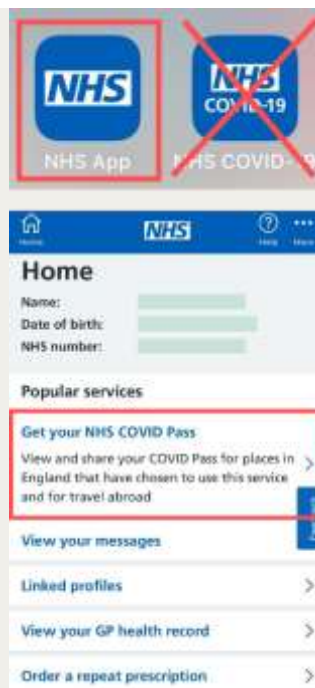 NHS
NHS
COVID-19
NHS App
NHS COVID-19
NHS
Home
Help
More
Home
Name:
Date of birth:
NHS number:
Popular services
Get your NHS COVID Pass
View and share your COVID Pass for places in
England that have chosen to use this service
and for travel abroad
View your messages
Linked profiles
View your GP health record
Order a repeat prescription